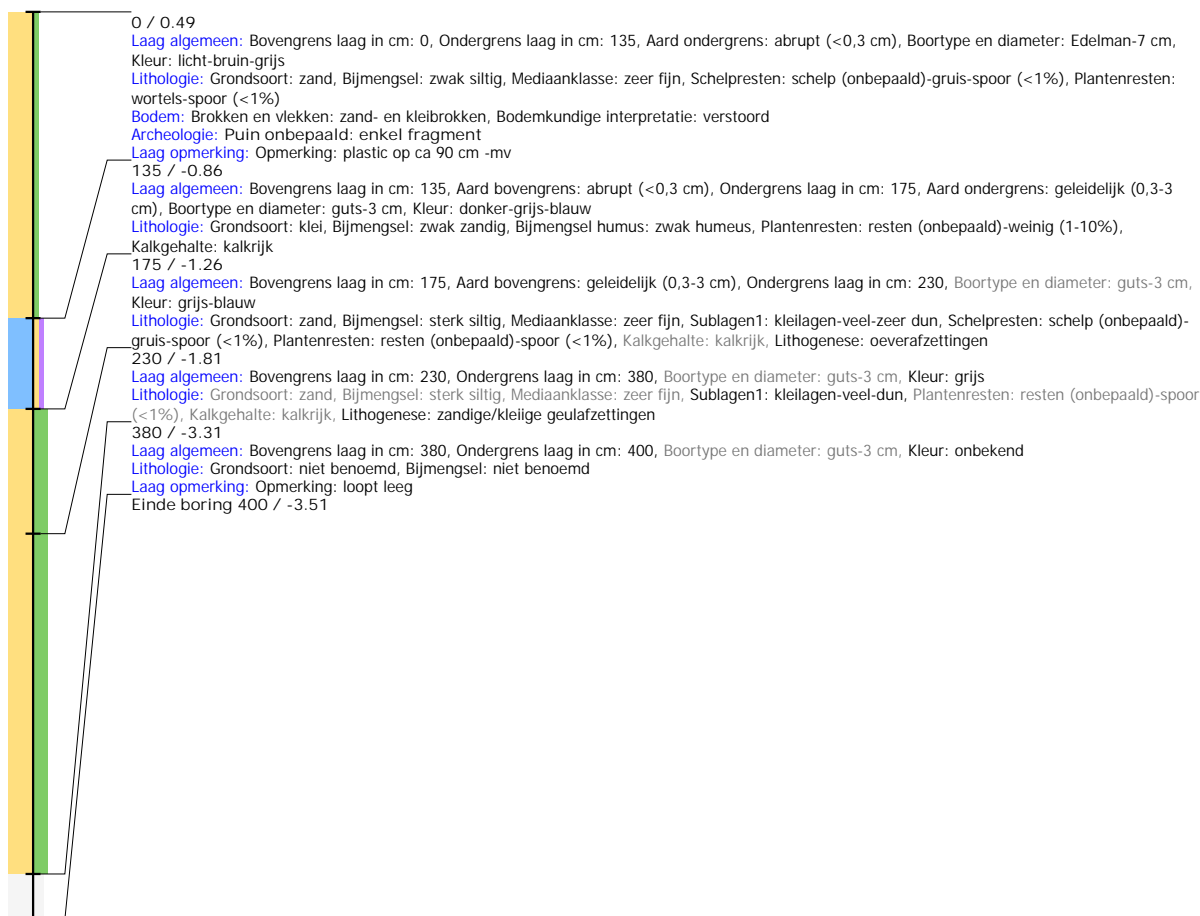 0 / 0.49
Laag algemeen: Bovengrens laag in cm: 0, Ondergrens laag in cm: 135, Aard ondergrens: abrupt (<0,3 cm), Boortype en diameter: Edelman-7 cm,
Kleur: licht-bruin-grijs
Lithologie: Grondsoort: zand, Bijmengsel: zwak siltig, Mediaanklasse: zeer fijn, Schelpresten: schelp (onbepaald)-gruis-spoor (<1%), Plantenresten:
wortels-spoor (<1%)
Bodem: Brokken en vlekken: zand- en kleibrokken, Bodemkundige interpretatie: verstoord
Archeologie: Puin onbepaald: enkel fragment
Laag opmerking: Opmerking: plastic op ca 90 cm -mv
135 / -0.86
Laag algemeen: Bovengrens laag in cm: 135, Aard bovengrens: abrupt (<0,3 cm), Ondergrens laag in cm: 175, Aard ondergrens: geleidelijk (0,3-3
cm), Boortype en diameter: guts-3 cm, Kleur: donker-grijs-blauw
Lithologie: Grondsoort: klei, Bijmengsel: zwak zandig, Bijmengsel humus: zwak humeus, Plantenresten: resten (onbepaald)-weinig (1-10%),
Kalkgehalte: kalkrijk
175 / -1.26
Laag algemeen: Bovengrens laag in cm: 175, Aard bovengrens: geleidelijk (0,3-3 cm), Ondergrens laag in cm: 230, Boortype en diameter: guts-3 cm,
Kleur: grijs-blauw
Lithologie: Grondsoort: zand, Bijmengsel: sterk siltig, Mediaanklasse: zeer fijn, Sublagen1: kleilagen-veel-zeer dun, Schelpresten: schelp (onbepaald)-
gruis-spoor (<1%), Plantenresten: resten (onbepaald)-spoor (<1%), Kalkgehalte: kalkrijk, Lithogenese: oeverafzettingen
230 / -1.81
Laag algemeen: Bovengrens laag in cm: 230, Ondergrens laag in cm: 380, Boortype en diameter: guts-3 cm, Kleur: grijs
Lithologie: Grondsoort: zand, Bijmengsel: sterk siltig, Mediaanklasse: zeer fijn, Sublagen1: kleilagen-veel-dun, Plantenresten: resten (onbepaald)-spoor
(<1%), Kalkgehalte: kalkrijk, Lithogenese: zandige/kleiige geulafzettingen
380 / -3.31
Laag algemeen: Bovengrens laag in cm: 380, Ondergrens laag in cm: 400, Boortype en diameter: guts-3 cm, Kleur: onbekend
Lithologie: Grondsoort: niet benoemd, Bijmengsel: niet benoemd
Laag opmerking: Opmerking: loopt leeg
Einde boring 400 / -3.51